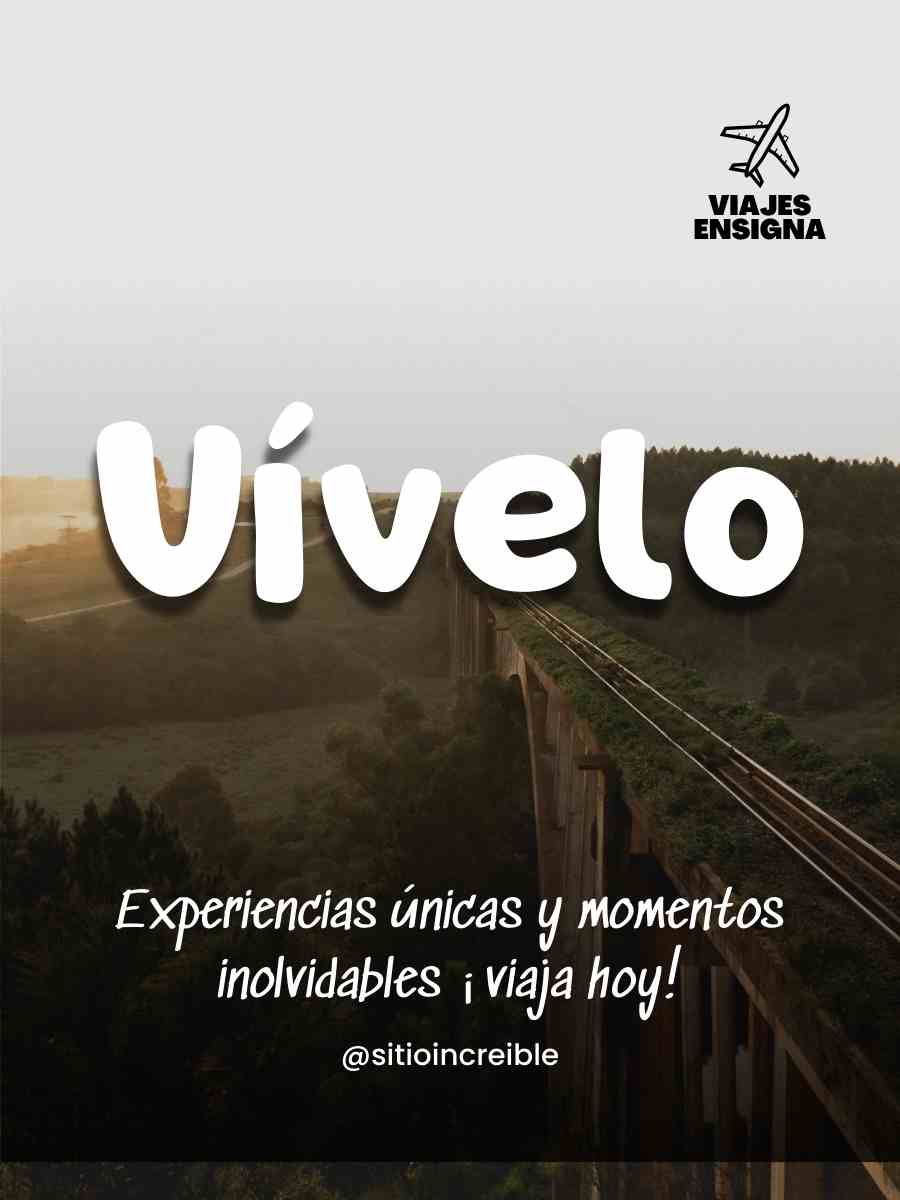 VIAJES
ENSIGNA
Vívelo
Experiencias únicas y momentos
inolvidables ¡viaja hoy!
@sitioincreible